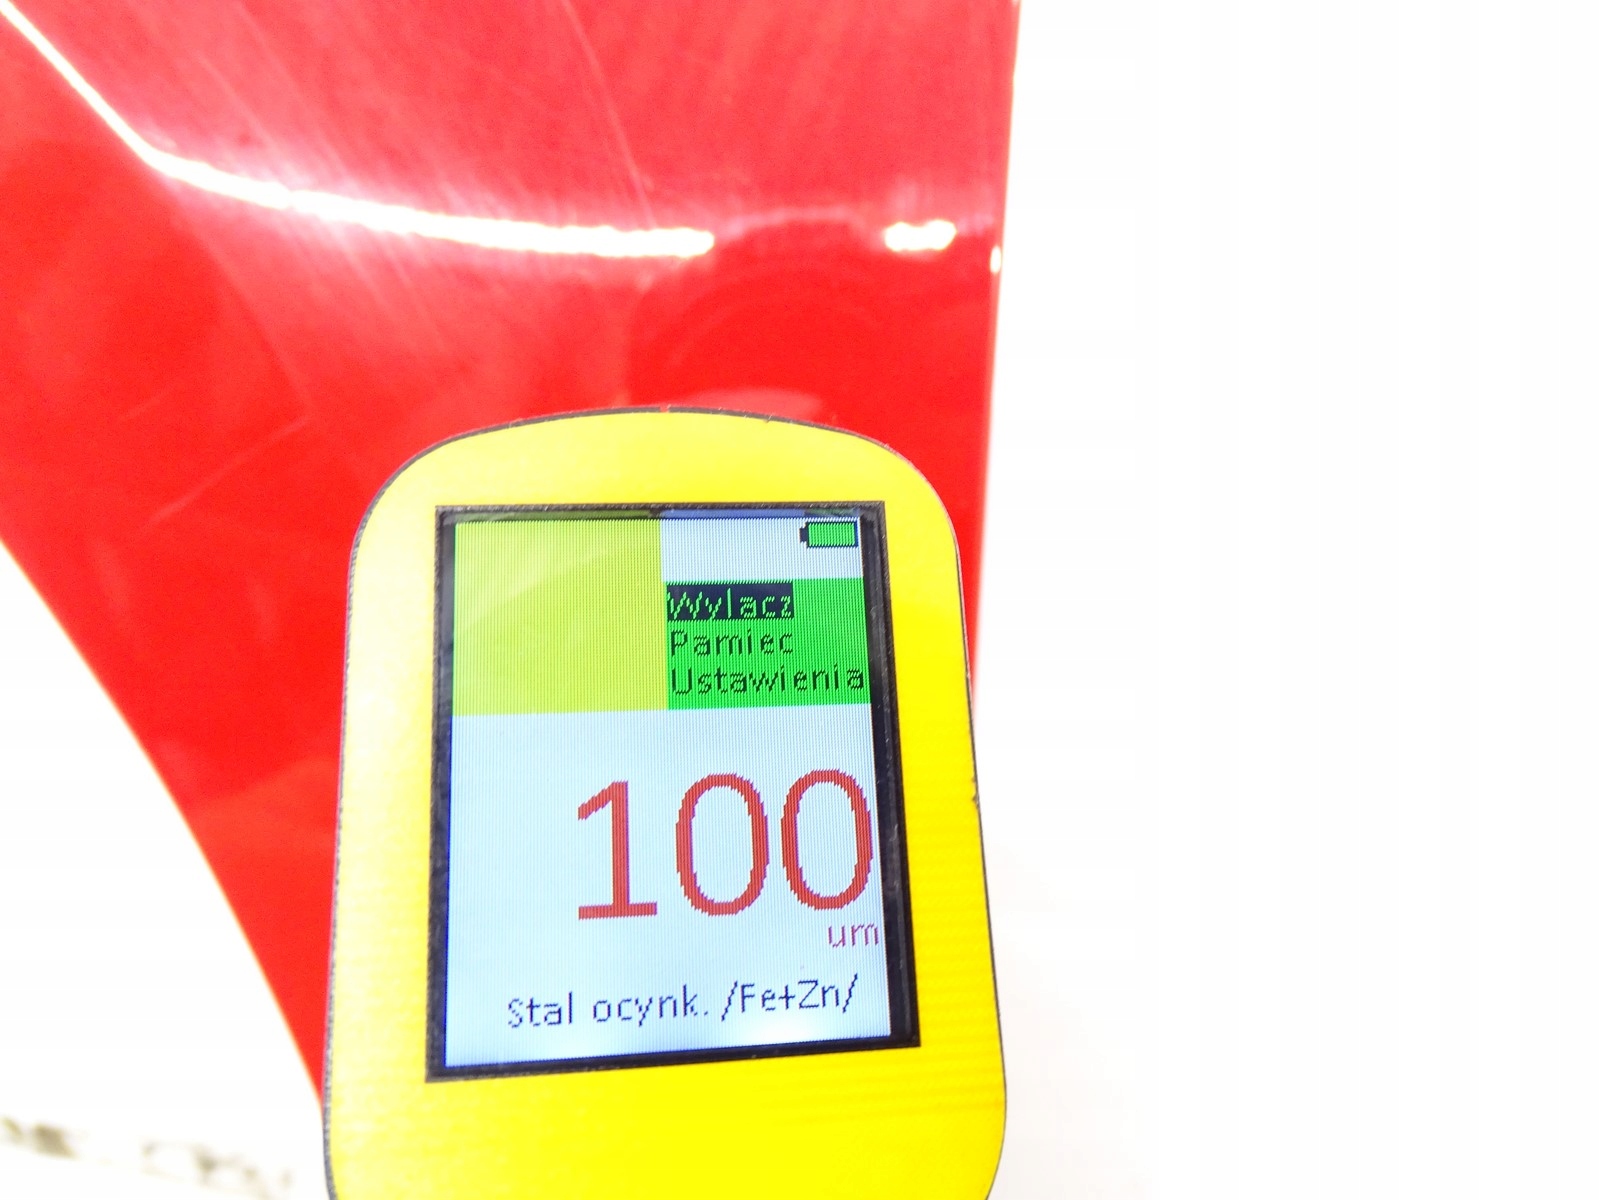 Wylacz
Pamiec
Ustawienia
100
um
Stal ocynk. /Fe+Zn/